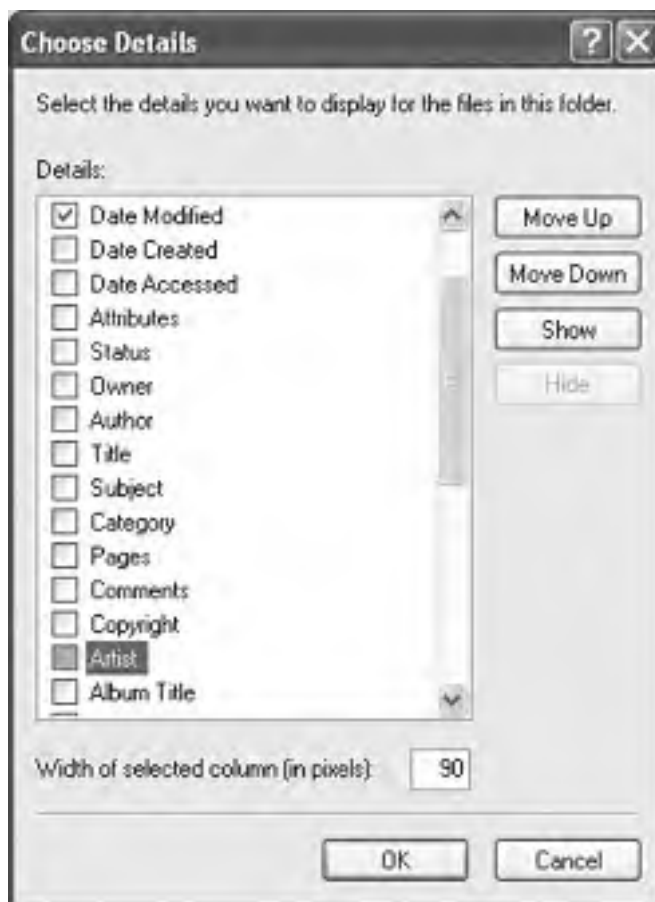 Choose Details
?
Select the details you want to display for the files in this folder.
Details:
Date Modified
Date Created
Date Accessed
Attributes
Status
Owner
Author
Title
Subject
Category
Pages
Comments
Copyright
Artist
Album Title
Move Up
Move Down
Show
Hide
Width of selected column (in pixels):
90
OK
Cancel